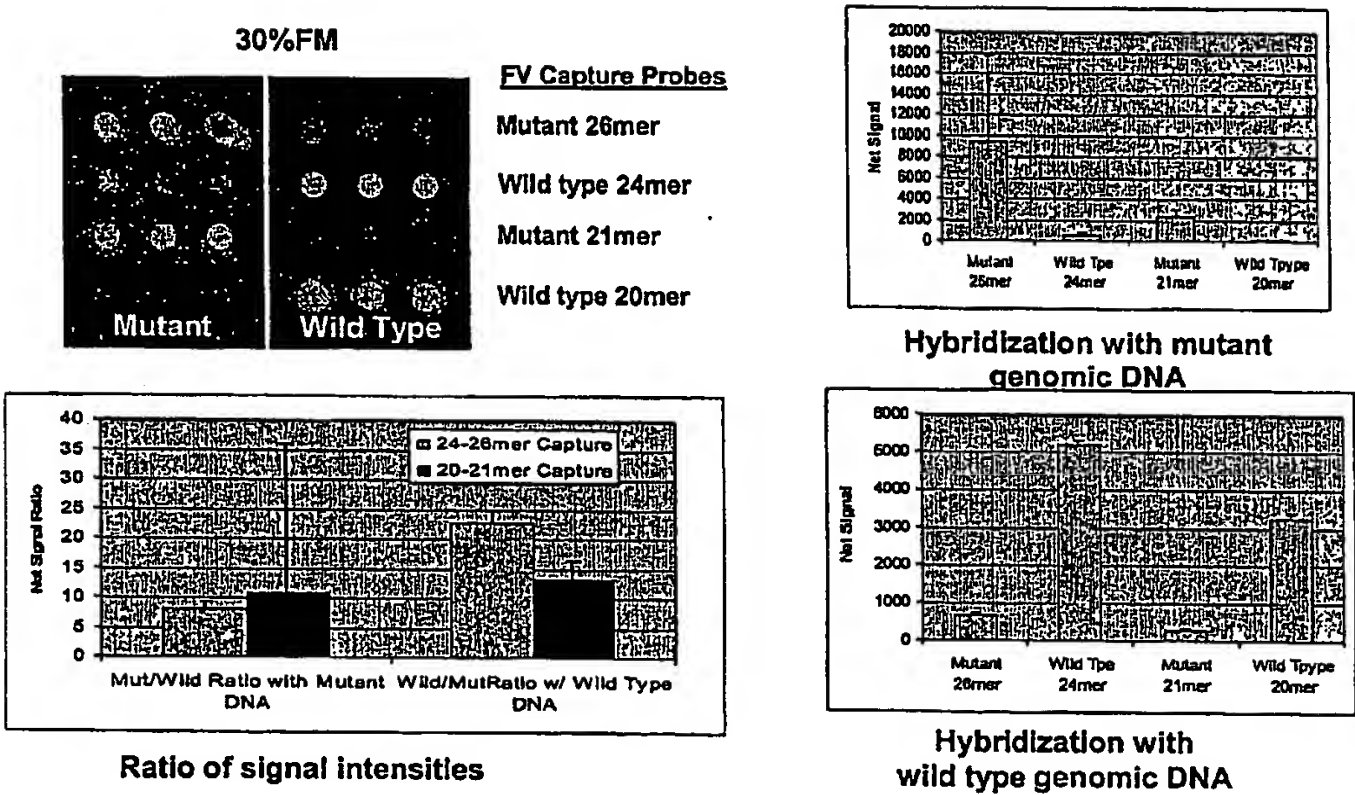 30%FM
FV Capture Probes
Mutant 26mer
Wild type 24mer
Mutant 21mer
Wild type 20mer
Mutant
Wild Type
20000
18000
16000
14000
12000
10000
8000
6000
4000
2000
0
Net Signal
Mutant 25mer
Wild Tpe 24mer
Mutant 21mer
Wild Tpype 20mer
Hybridization with mutant
genomic DNA
40
35
30
25
20
15
10
5
0
Net Signal Ratio
24-26mer Capture
20-21mer Capture
Mut/Wild Ratio with Mutant DNA
Wild/MutRatio w/ Wild Type DNA
Ratio of signal intensities
6000
5000
4000
3000
2000
1000
0
Net Signal
Mutant 26mer
Wild Tpe 24mer
Mutant 21mer
Wild Tpype 20mer
Hybridization with
wild type genomic DNA